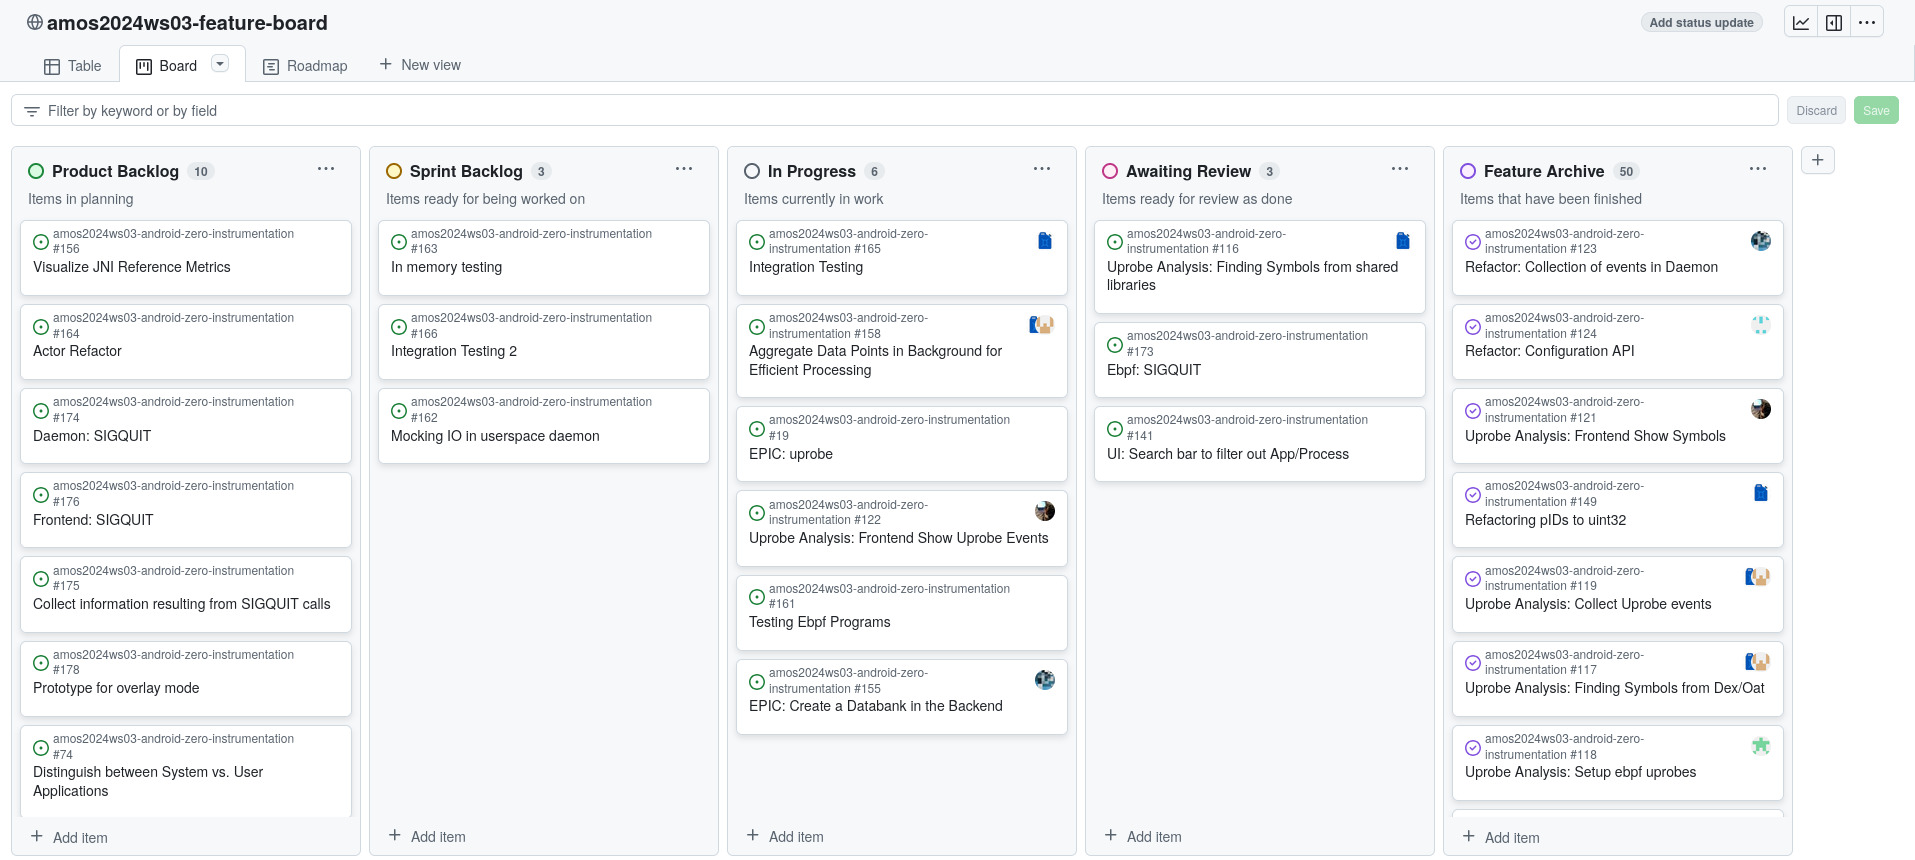 amos2024ws03-feature-board
Add status update
Table
Board
Roadmap
New view
Filter by keyword or by field
Discard
Save
Product Backlog 10
Items in planning
amos2024ws03-android-zero-instrumentation
#156
Visualize JNI Reference Metrics
amos2024ws03-android-zero-instrumentation
#164
Actor Refactor
amos2024ws03-android-zero-instrumentation
#174
Daemon: SIGQUIT
amos2024ws03-android-zero-instrumentation
#176
Frontend: SIGQUIT
amos2024ws03-android-zero-instrumentation
#175
Collect information resulting from SIGQUIT calls
amos2024ws03-android-zero-instrumentation
#178
Prototype for overlay mode
amos2024ws03-android-zero-instrumentation
#74
Distinguish between System vs. User
Applications
Add item
Sprint Backlog 3
Items ready for being worked on
amos2024ws03-android-zero-instrumentation
#163
In memory testing
amos2024ws03-android-zero-instrumentation
#166
Integration Testing 2
amos2024ws03-android-zero-instrumentation
#162
Mocking IO in userspace daemon
Add item
In Progress 6
Items currently in work
amos2024ws03-android-zero-
instrumentation #165
Integration Testing
amos2024ws03-android-zero-
instrumentation #158
Aggregate Data Points in Background for
Efficient Processing
amos2024ws03-android-zero-instrumentation
#19
EPIC: uprobe
amos2024ws03-android-zero-
instrumentation #122
Uprobe Analysis: Frontend Show Uprobe Events
amos2024ws03-android-zero-instrumentation
#161
Testing Ebpf Programs
amos2024ws03-android-zero-
instrumentation #155
EPIC: Create a Databank in the Backend
Add item
Awaiting Review 3
Items ready for review as done
amos2024ws03-android-zero-
instrumentation #116
Uprobe Analysis: Finding Symbols from shared
libraries
amos2024ws03-android-zero-instrumentation
#173
Ebpf: SIGQUIT
amos2024ws03-android-zero-instrumentation
#141
UI: Search bar to filter out App/Process
Add item
Feature Archive 50
Items that have been finished
amos2024ws03-android-zero-
instrumentation #123
Refactor: Collection of events in Daemon
amos2024ws03-android-zero-
instrumentation #124
Refactor: Configuration API
amos2024ws03-android-zero-
instrumentation #121
Uprobe Analysis: Frontend Show Symbols
amos2024ws03-android-zero-
instrumentation #149
Refactoring pIDs to uint32
amos2024ws03-android-zero-
instrumentation #119
Uprobe Analysis: Collect Uprobe events
amos2024ws03-android-zero-
instrumentation #117
Uprobe Analysis: Finding Symbols from Dex/Oat
amos2024ws03-android-zero-
instrumentation #118
Uprobe Analysis: Setup ebpf uprobes
Add item